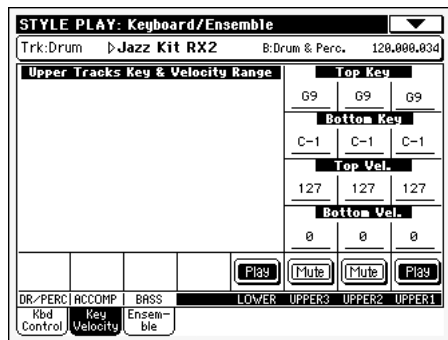 STYLE PLAY: Keyboard/Ensemble
Trk:Drum Jazz Kit RX2 B:Drum & Perc. 120.000.034
Upper Tracks Key & Velocity Range Top Key
G9 G9 G9
Bottom Key
C-1 C-1 C-1
Top Vel.
127 127 127
Bottom Vel.
0 0 0
Play Mute Mute Play
DR/PERC ACCOMP BASS LOWER UPPER3 UPPER2 UPPER1
Kbd Control Key Velocity Ensem-ble